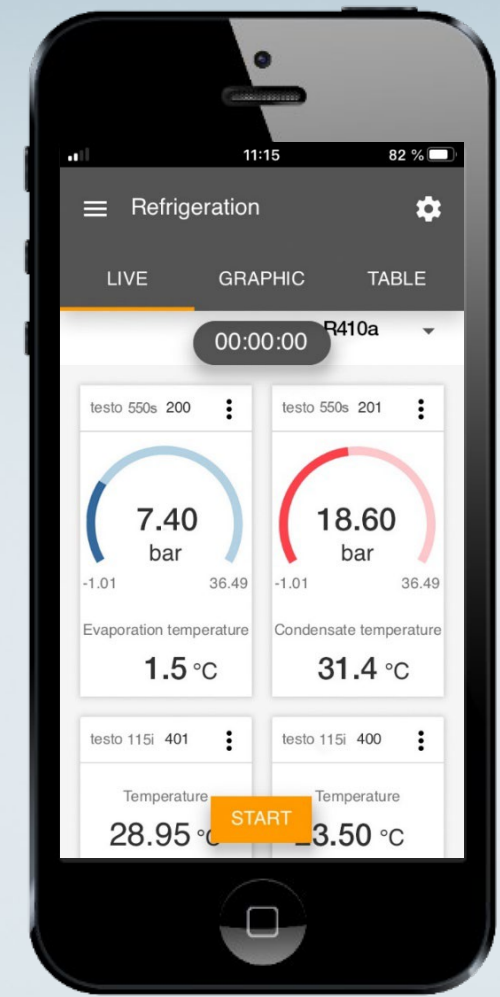 11:15 82 %
Refrigeration
LIVE GRAPHIC TABLE
R410a
00:00:00
testo 550s 200
testo 550s 201
7.40
bar
-1.01 36.49
Evaporation temperature
1.5 °C
18.60
bar
-1.01 36.49
Condensate temperature
31.4 °C
testo 115i 401
testo 115i 400
Temperature
28.95 °C
Temperature
3.50 °C
START